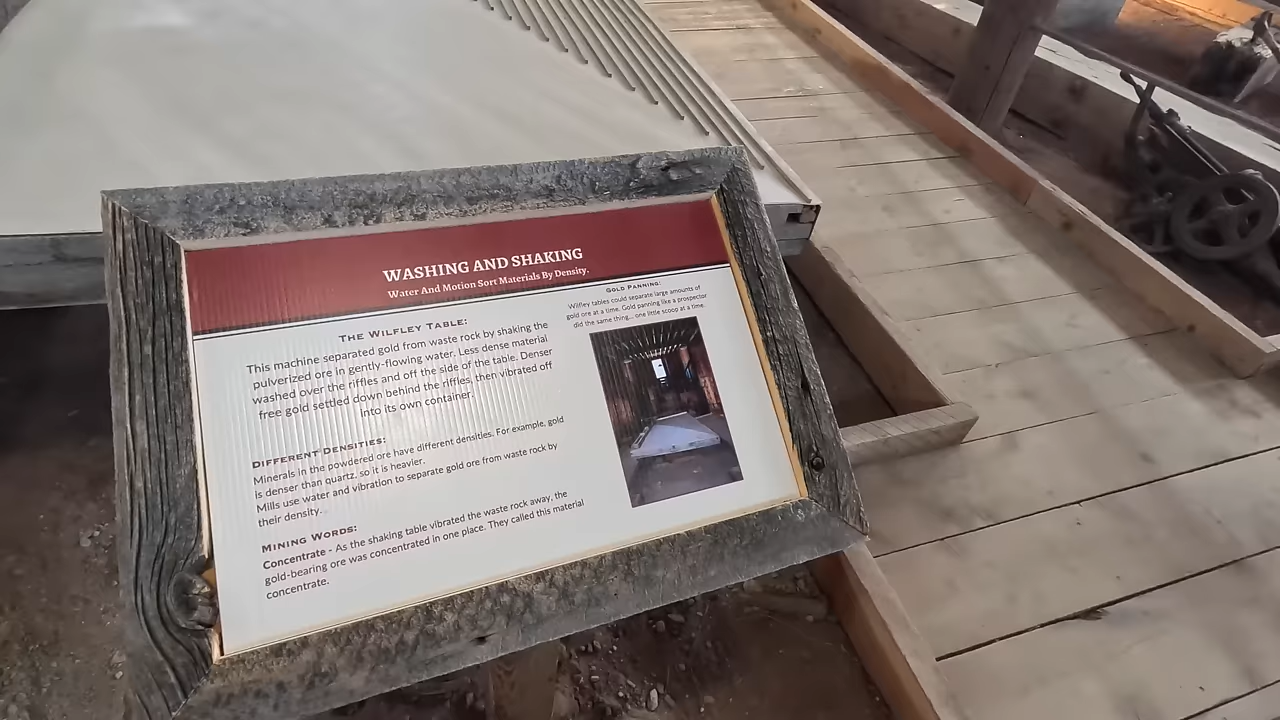 WASHING AND SHAKING
Water And Motion Sort Materials By Density.
THE WILFLEY TABLE:
This machine separated gold from waste rock by shaking the
pulverized ore in gently-flowing water. Less dense material
washed over the riffles and off the side of the table. Denser
free gold settled down behind the riffles, then vibrated off
into its own container.
DIFFERENT DENSITIES:
Minerals in the powdered ore have different densities. For example, gold
is denser than quartz, so it is heavier.
Mills use water and vibration to separate gold ore from waste rock by
their density.
MINING WORDS:
Concentrate - As the shaking table vibrated the waste rock away, the
gold-bearing ore was concentrated in one place. They called this material
concentrate.
GOLD PANNING:
Wilfley tables could separate large amounts of
gold ore at a time. Gold panning like a prospector
did the same thing... one little scoop at a time.